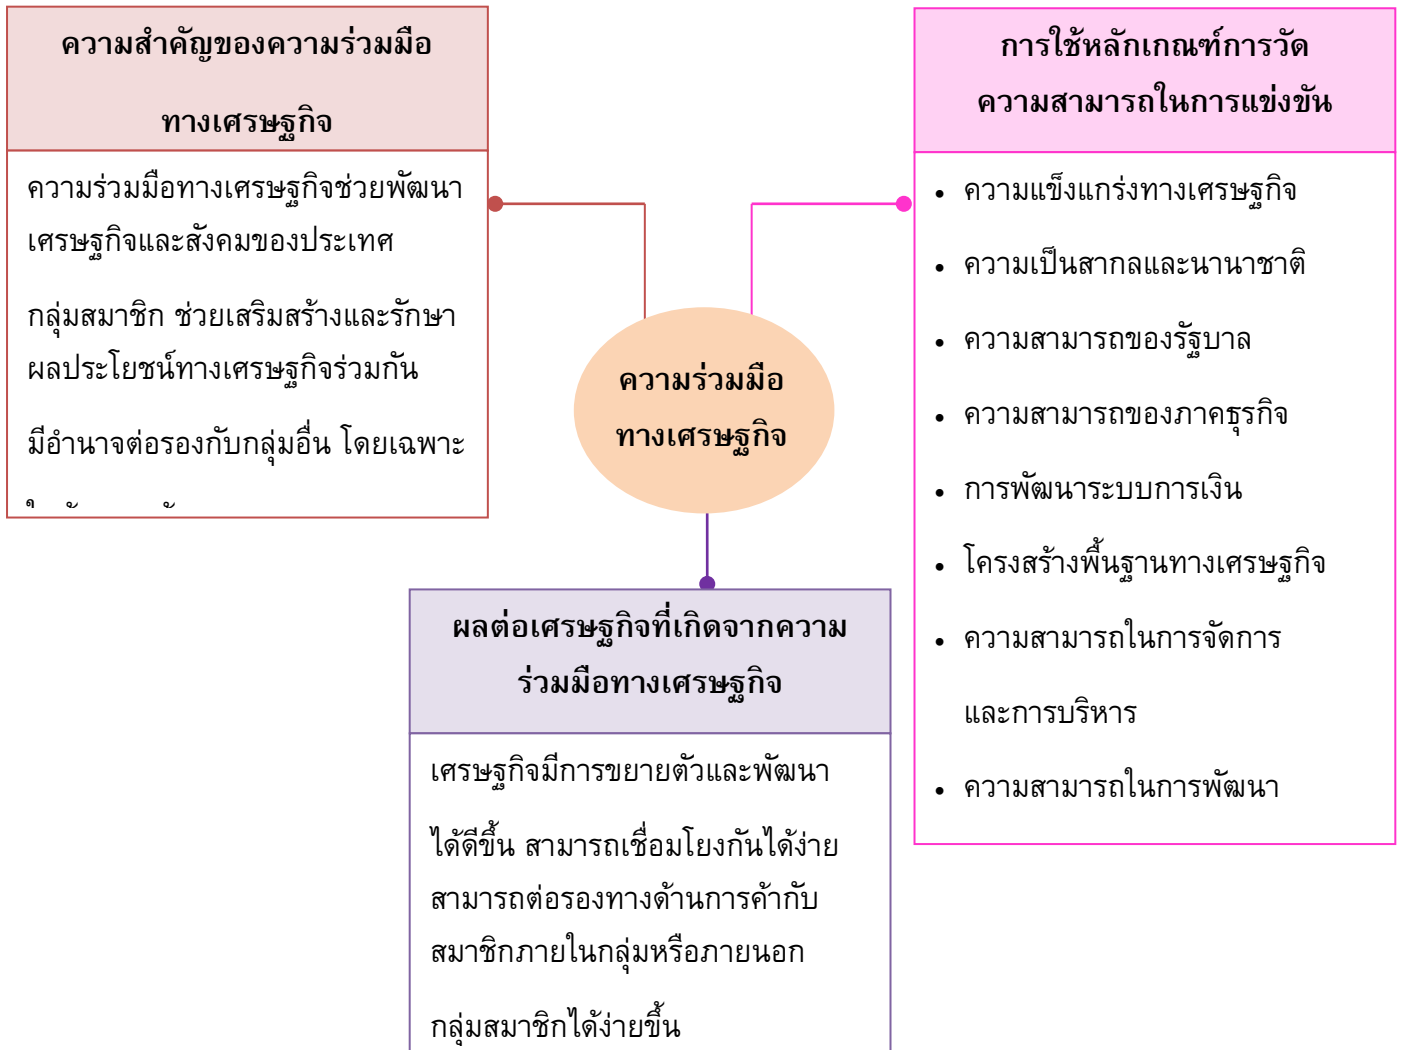 ความสำคัญของความร่วมมือ
ทางเศรษฐกิจ
ความร่วมมือทางเศรษฐกิจช่วยพัฒนา
เศรษฐกิจและสังคมของประเทศ
กลุ่มสมาชิก ช่วยเสริมสร้างและรักษา
ผลประโยชน์ทางเศรษฐกิจร่วมกัน
มีอำนาจต่อรองกับกลุ่มอื่น โดยเฉพาะ
การใช้หลักเกณฑ์การวัด
ความสามารถในการแข่งขัน
• ความแข็งแกร่งทางเศรษฐกิจ
• ความเป็นสากลและนานาชาติ
• ความสามารถของรัฐบาล
• ความสามารถของภาคธุรกิจ
• การพัฒนาระบบการเงิน
• โครงสร้างพื้นฐานทางเศรษฐกิจ
• ความสามารถในการจัดการ
และการบริหาร
• ความสามารถในการพัฒนา
ความร่วมมือ
ทางเศรษฐกิจ
ผลต่อเศรษฐกิจที่เกิดจากความ
ร่วมมือทางเศรษฐกิจ
เศรษฐกิจมีการขยายตัวและพัฒนา
ได้ดีขึ้น สามารถเชื่อมโยงกันได้ง่าย
สามารถต่อรองทางด้านการค้ากับ
สมาชิกภายในกลุ่มหรือภายนอก
กลุ่มสมาชิกได้ง่ายขึ้น